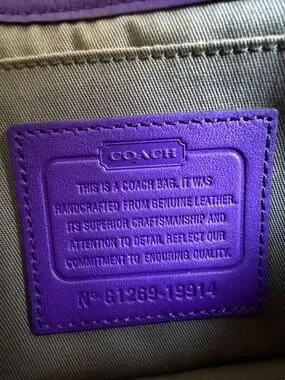 COACH
THIS IS A COACH BAG. IT WAS
HANDCRAFTED FROM GENUINE LEATHER.
ITS SUPERIOR CRAFTSMANSHIP AND
ATTENTION TO DETAIL REFLECT OUR
COMMITMENT TO ENDURING QUALITY.
Nº G1269-19914